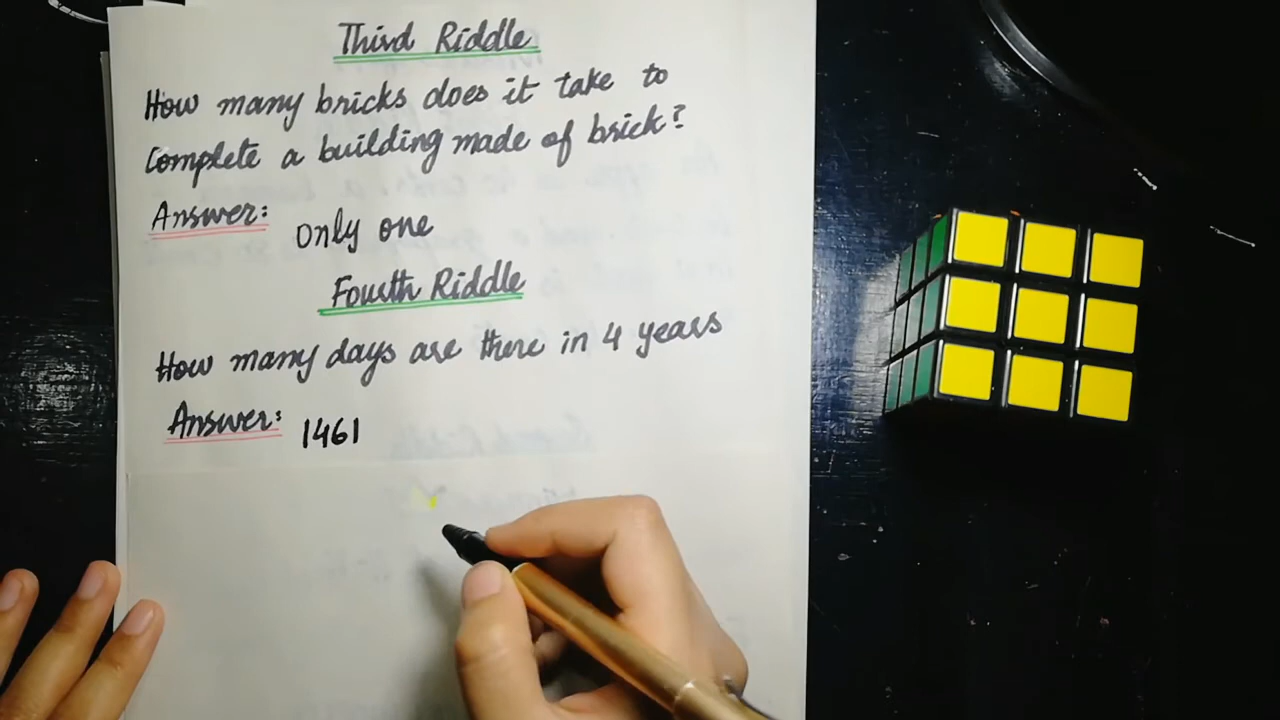 Third Riddle
How many bricks does it take to
Complete a building made of brick?
Answer: only one
Fourth Riddle
How many days are there in 4 years
Answer: 1461